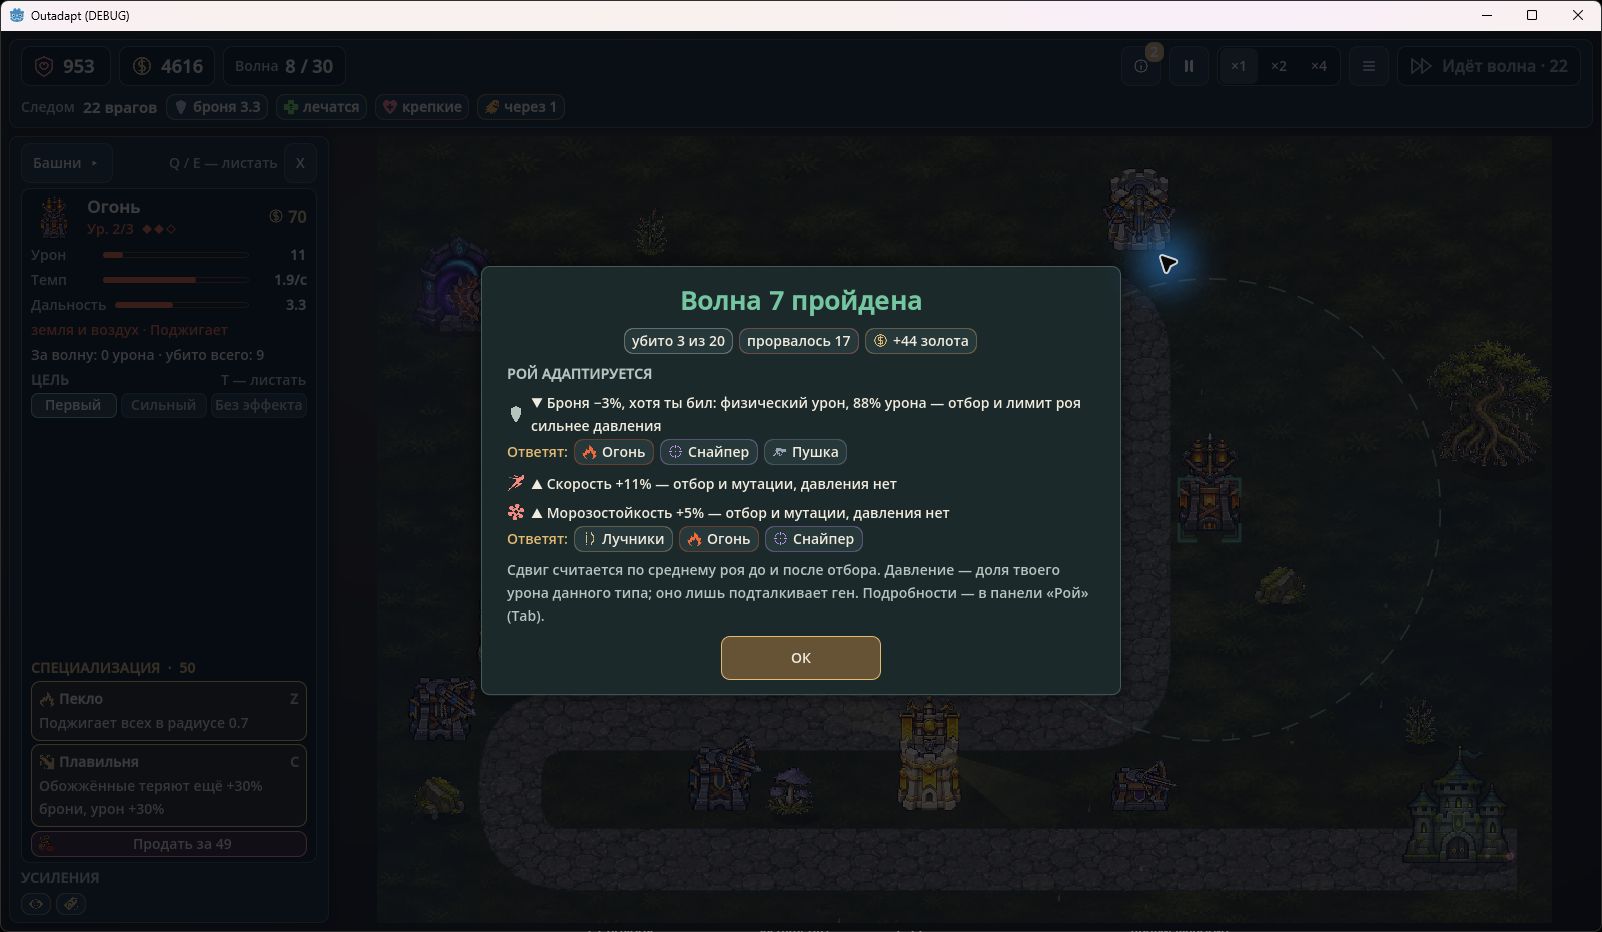 Outadapt (DEBUG)
953
4616
Волна 8 / 30
2
×1
×2
×4
Идёт волна · 22
Следом 22 врагов
броня 3.3
лечатся
крепкие
через 1
Башни
Q / E — листать
X
Огонь
70
Ур. 2/3
Урон 11
Темп 1.9/с
Дальность 3.3
земля и воздух · Поджигает
За волну: 0 урона · убито всего: 9
ЦЕЛЬ
T — листать
Первый
Сильный
Без эффекта
СПЕЦИАЛИЗАЦИЯ · 50
Пекло Z
Поджигает всех в радиусе 0.7
Плавильня C
Обожжённые теряют ещё +30%
брони, урон +30%
Продать за 49
УСИЛЕНИЯ
Волна 7 пройдена
убито 3 из 20
прорвалось 17
+44 золота
РОЙ АДАПТИРУЕТСЯ
▼ Броня −3%, хотя ты бил: физический урон, 88% урона — отбор и лимит роя
сильнее давления
Ответят: Огонь Снайпер Пушка
▲ Скорость +11% — отбор и мутации, давления нет
▲ Морозостойкость +5% — отбор и мутации, давления нет
Ответят: Лучники Огонь Снайпер
Сдвиг считается по среднему роя до и после отбора. Давление — доля твоего
урона данного типа; оно лишь подталкивает ген. Подробности — в панели «Рой»
(Tab).
ОК